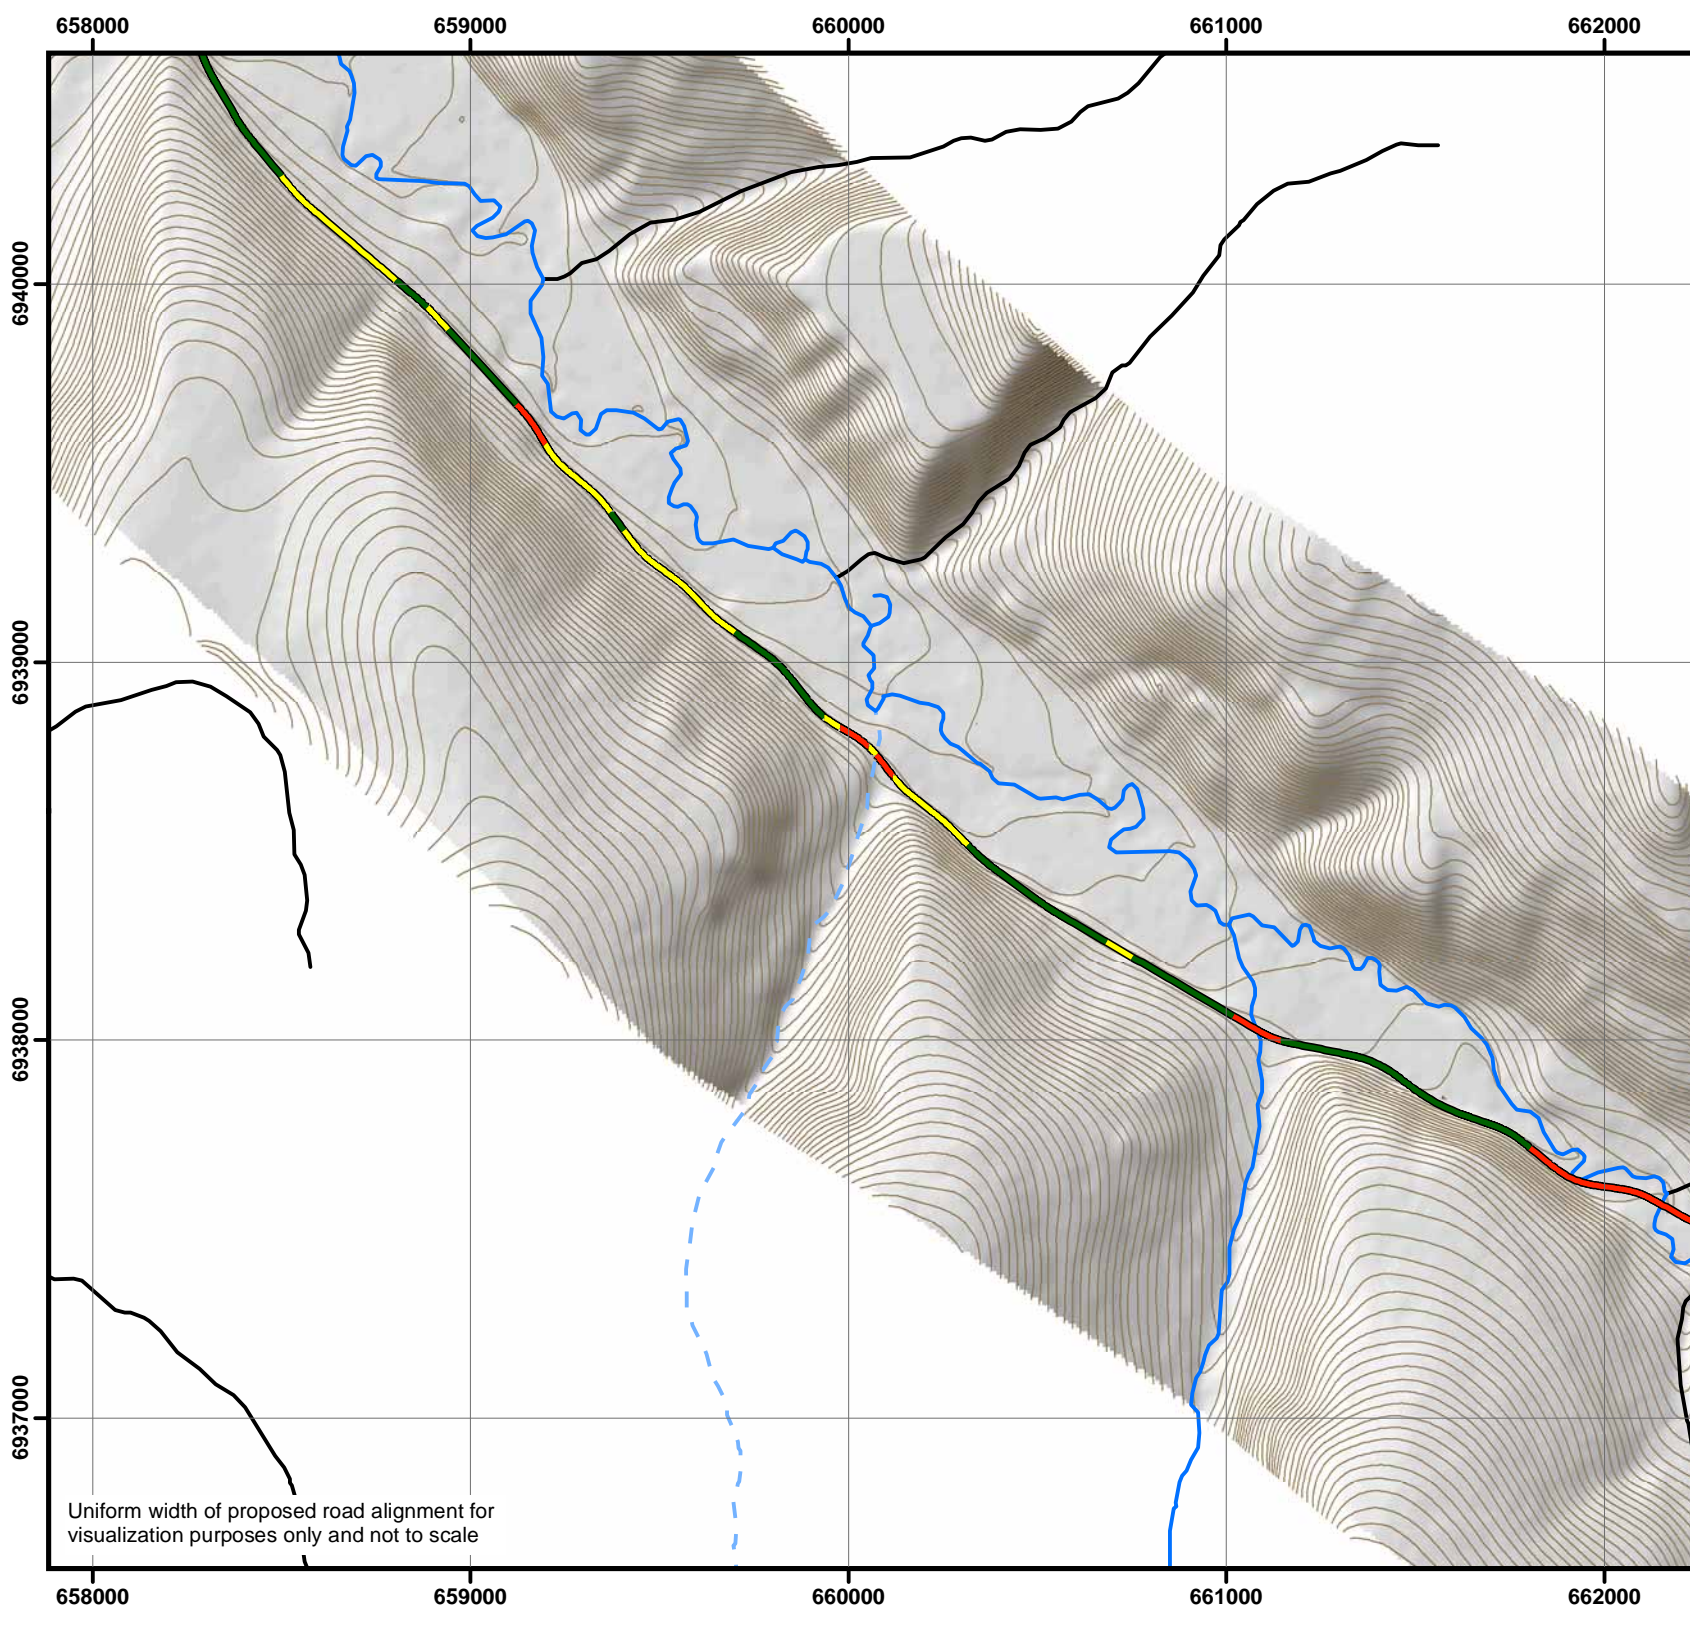 658000 659000 660000 661000 662000
6940000
6939000
6938000
6937000
Uniform width of proposed road alignment for
visualization purposes only and not to scale
658000 659000 660000 661000 662000